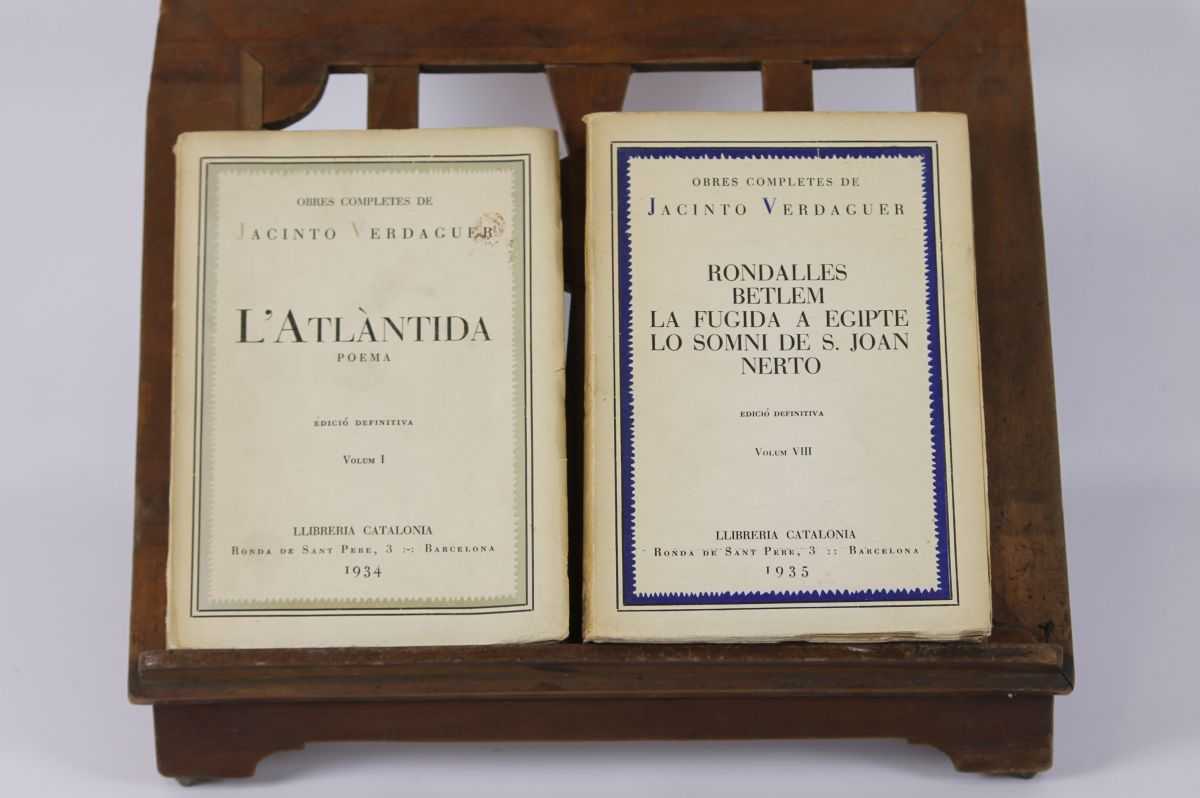 OBRES COMPLETES DE
JACINTO VERDAGUER
L'ATLÀNTIDA
POEMA
EDICIÓ DEFINITIVA
VOLUM I
LLIBRERIA CATALONIA
RONDA DE SANT PERE, 3 :-: BARCELONA
1934
OBRES COMPLETES DE
JACINTO VERDAGUER
RONDALLES
BETLEM
LA FUGIDA A EGIPTE
LO SOMNI DE S. JOAN
NERTO
EDICIÓ DEFINITIVA
VOLUM VIII
LLIBRERIA CATALONIA
RONDA DE SANT PERE, 3 :: BARCELONA
1935